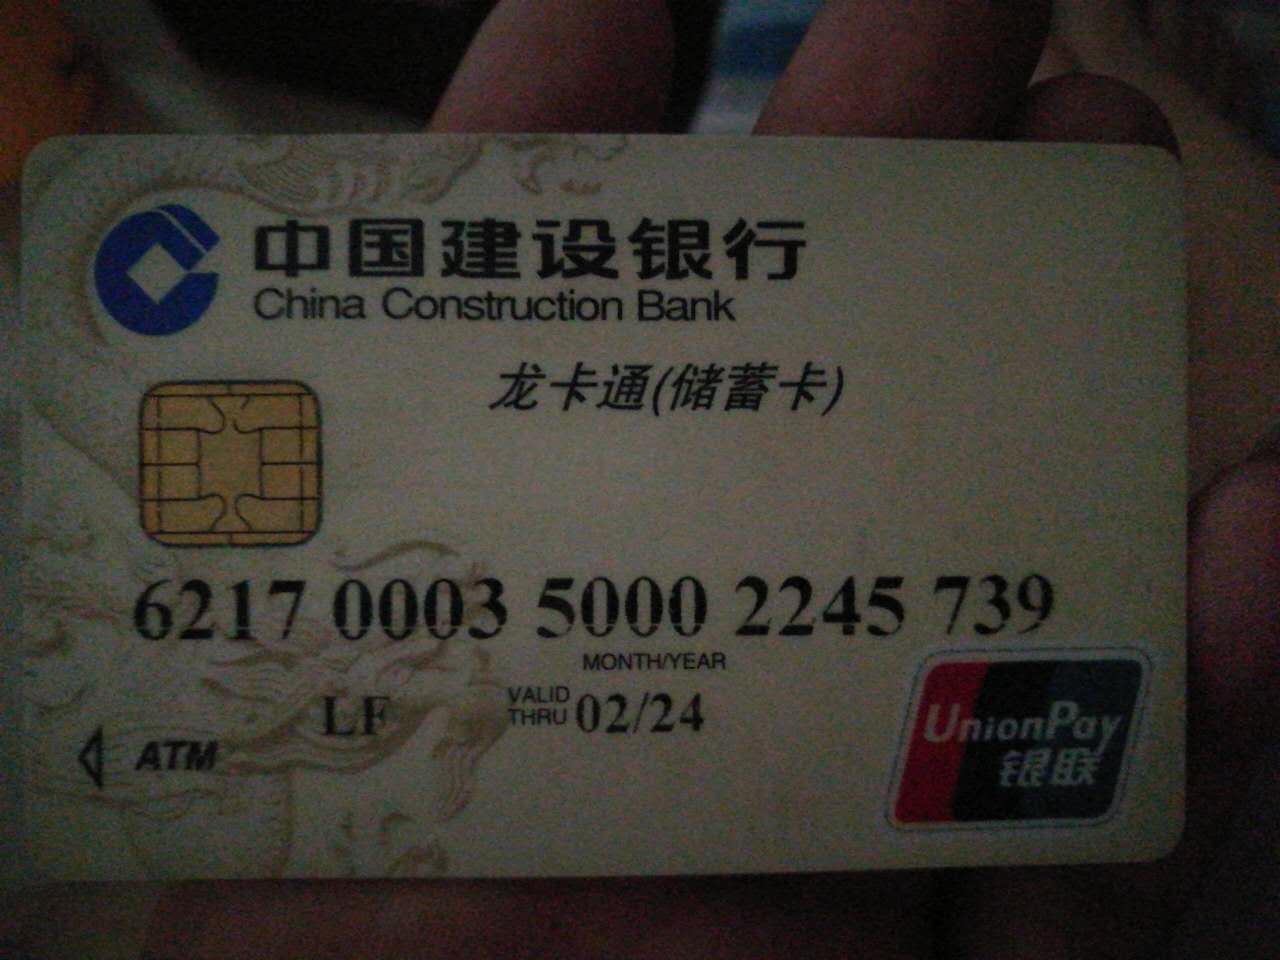 中国建设银行
China Construction Bank
龙卡通(储蓄卡)
6217 0003 5000 2245 739
MONTH/YEAR
LF VALID THRU 02/24
ATM
UnionPay
银联